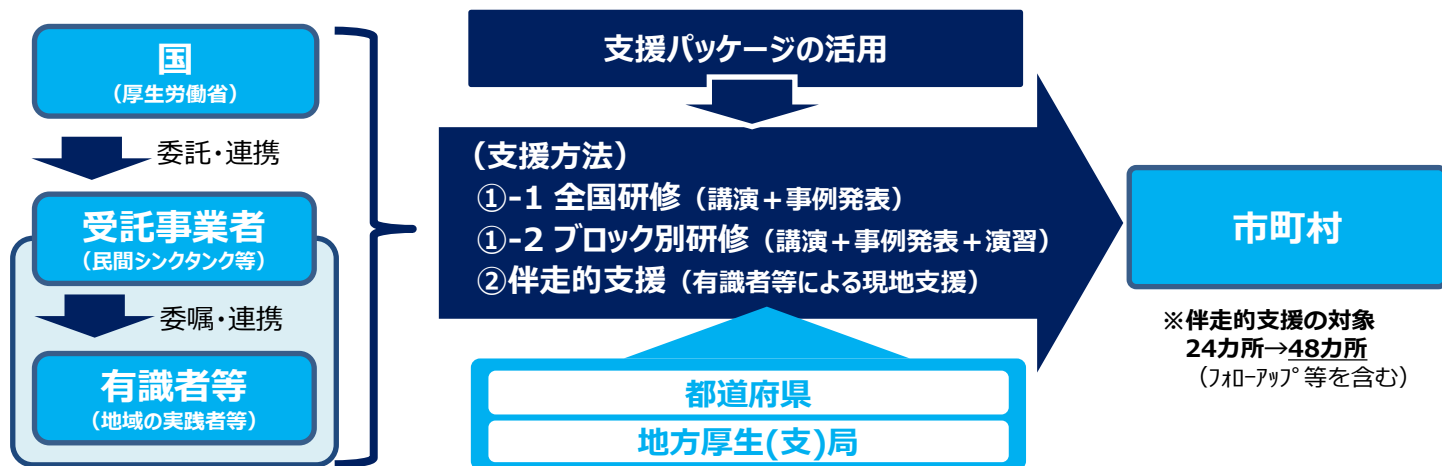 国
（厚生労働省）
委託・連携
受託事業者
（民間シンクタンク等）
委嘱・連携
有識者等
（地域の実践者等）
支援パッケージの活用
（支援方法）
①-1 全国研修（講演＋事例発表）
①-2 ブロック別研修（講演＋事例発表＋演習）
②伴走的支援（有識者等による現地支援）
都道府県
地方厚生(支)局
市町村
※伴走的支援の対象
24カ所→48カ所
（ﾌｫﾛｰｱｯﾌﾟ等を含む）